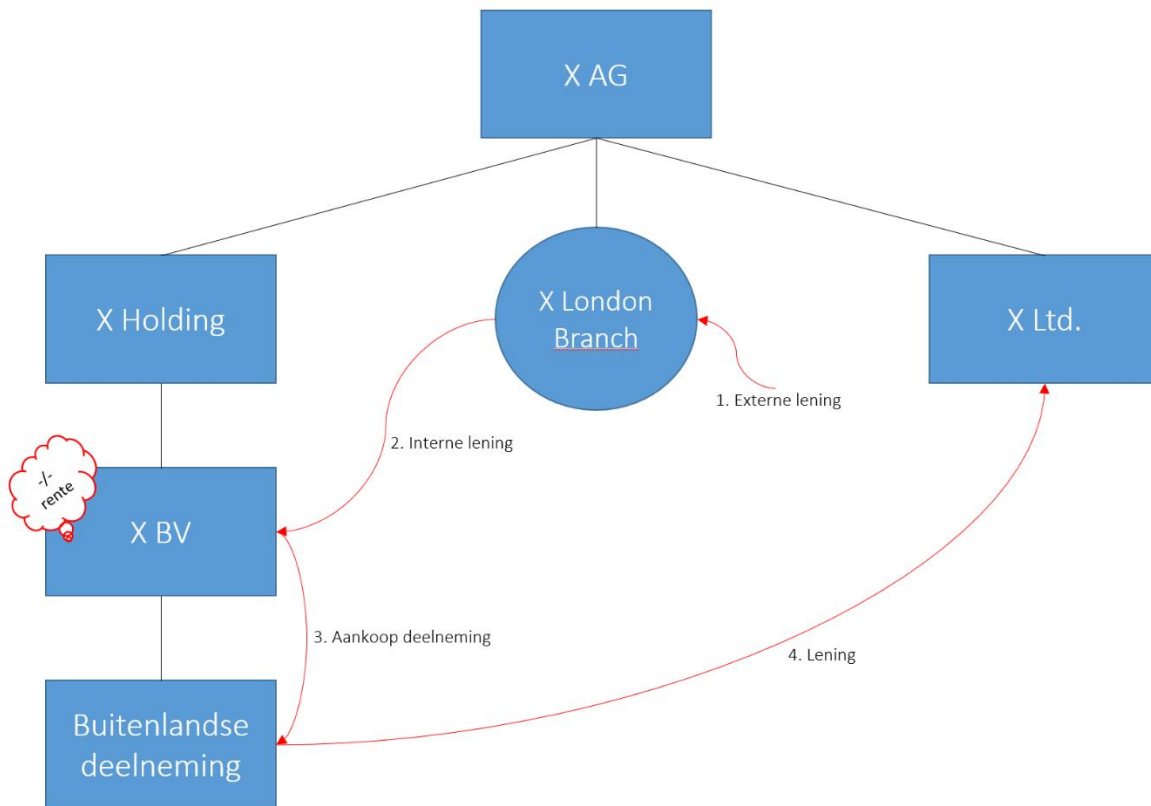 X AG
X Holding
X London
Branch
X Ltd.
1. Externe lening
2. Interne lening
-/-
rente
X BV
3. Aankoop deelneming
4. Lening
Buitenlandse
deelneming